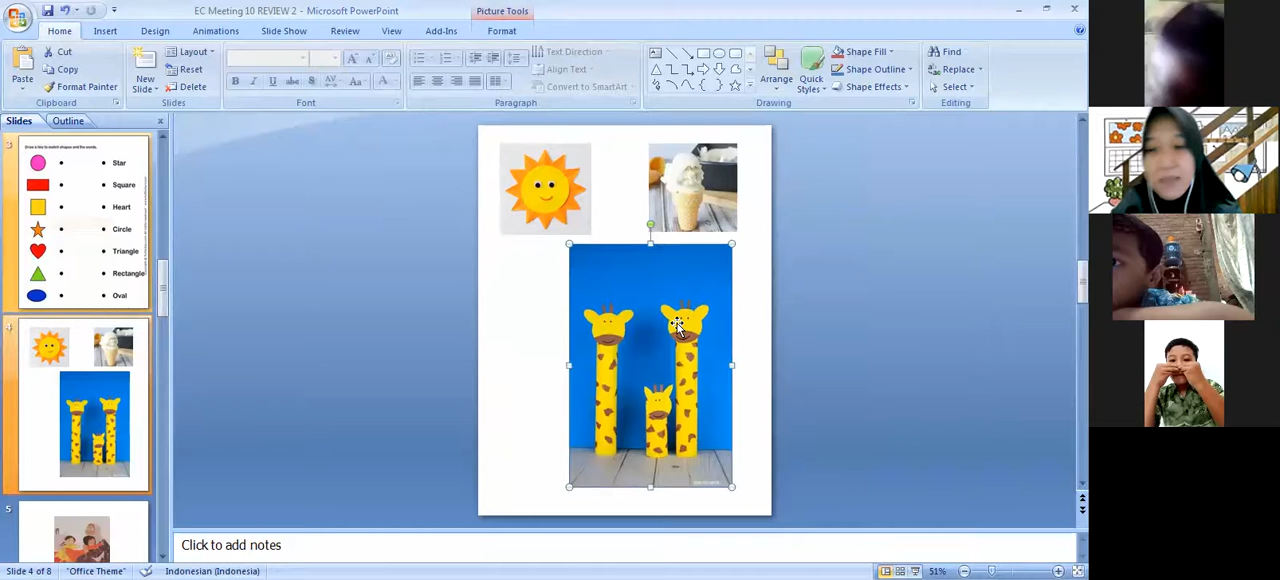 EC Meeting 10 REVIEW 2 - Microsoft PowerPoint
Picture Tools
Home
Insert
Design
Slide Show
Animations
Review
View
Add-Ins
Format
Paste
Cut
Copy
Format Painter
Clipboard
New Slide
Layout
Reset
Delete
Slides
Font
Text Direction
Align Text
Convert to SmartArt
Paragraph
Arrange
Quick Styles
Shape Fill
Shape Outline
Shape Effects
Drawing
Find
Replace
Select
Editing
Slides
Outline
3
Star
Square
Heart
Circle
Triangle
Rectangle
Oval
4
5
Click to add notes
Slide 4 of 8
"Office Theme"
Indonesian (Indonesia)
51%